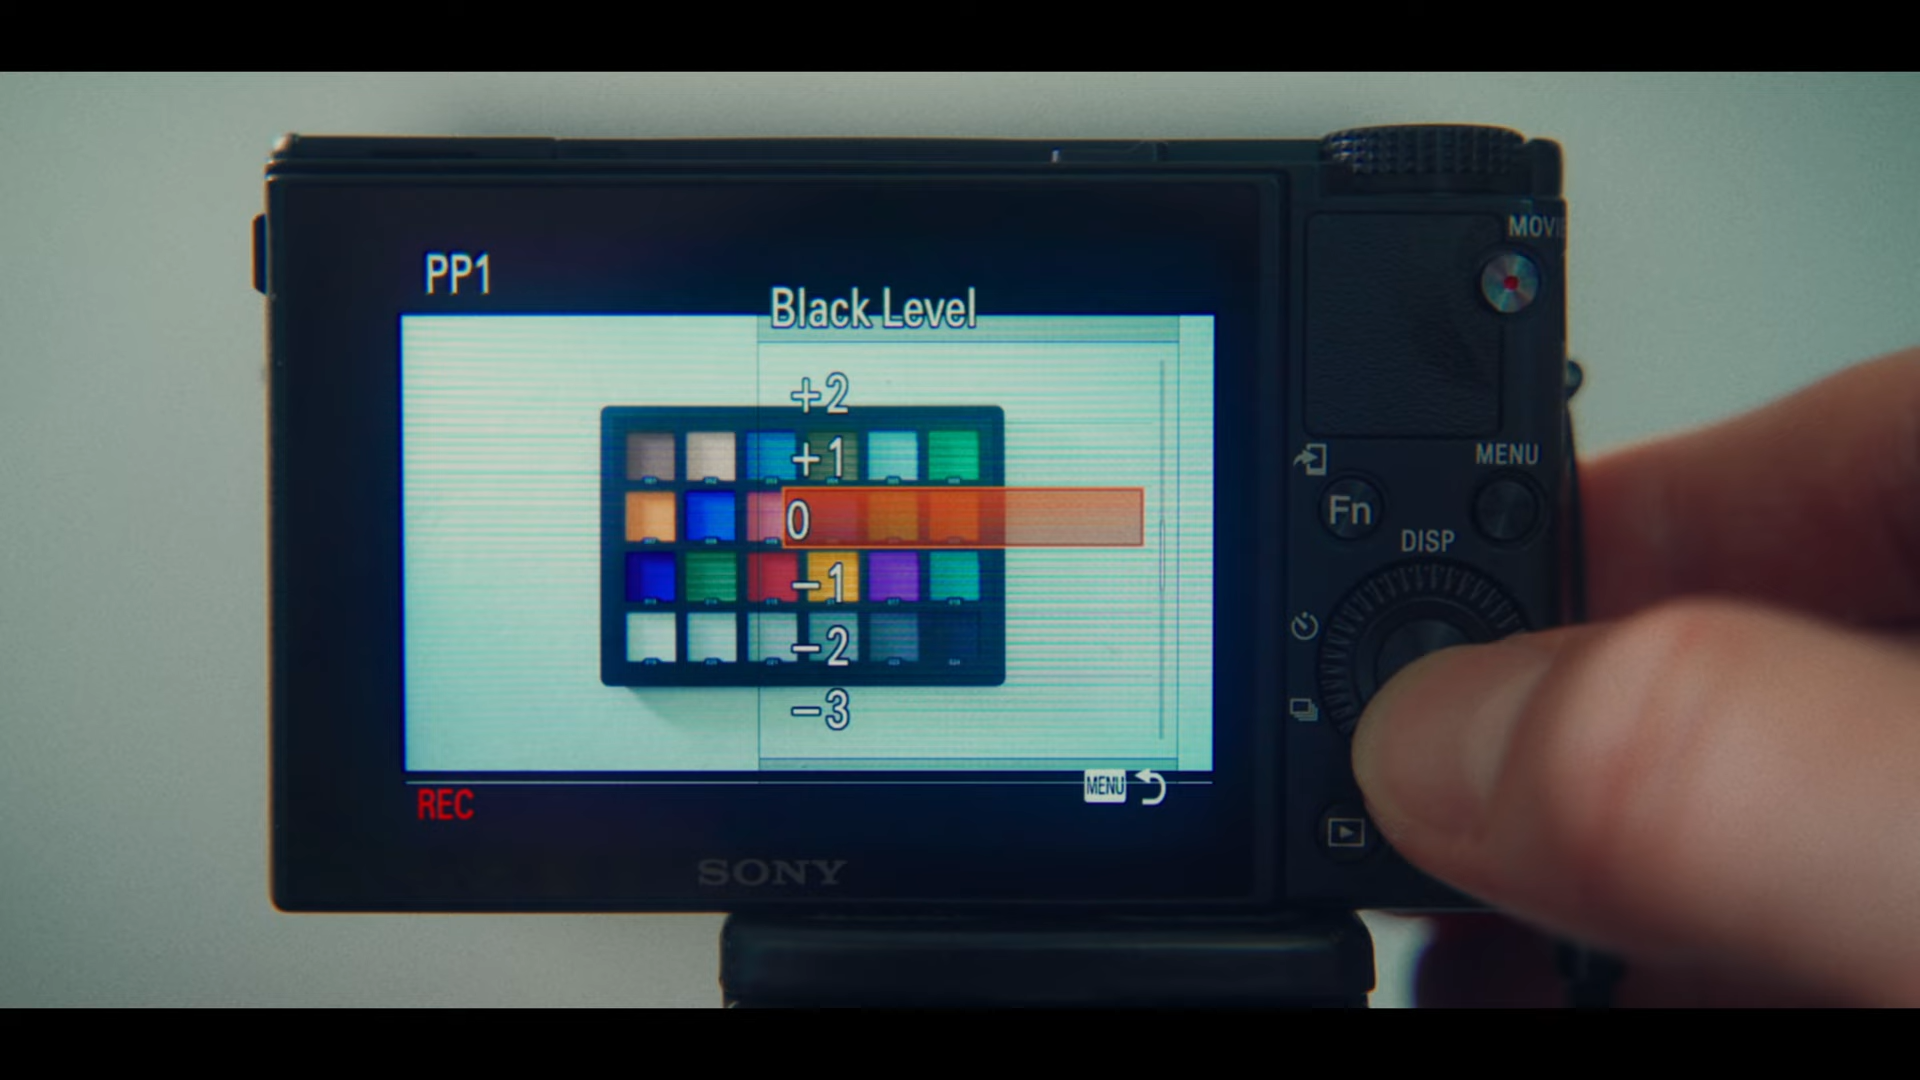 MOVIE
PP1
Black Level
+2
+1
0
−1
−2
−3
MENU
Fn
DISP
MENU
REC
SONY